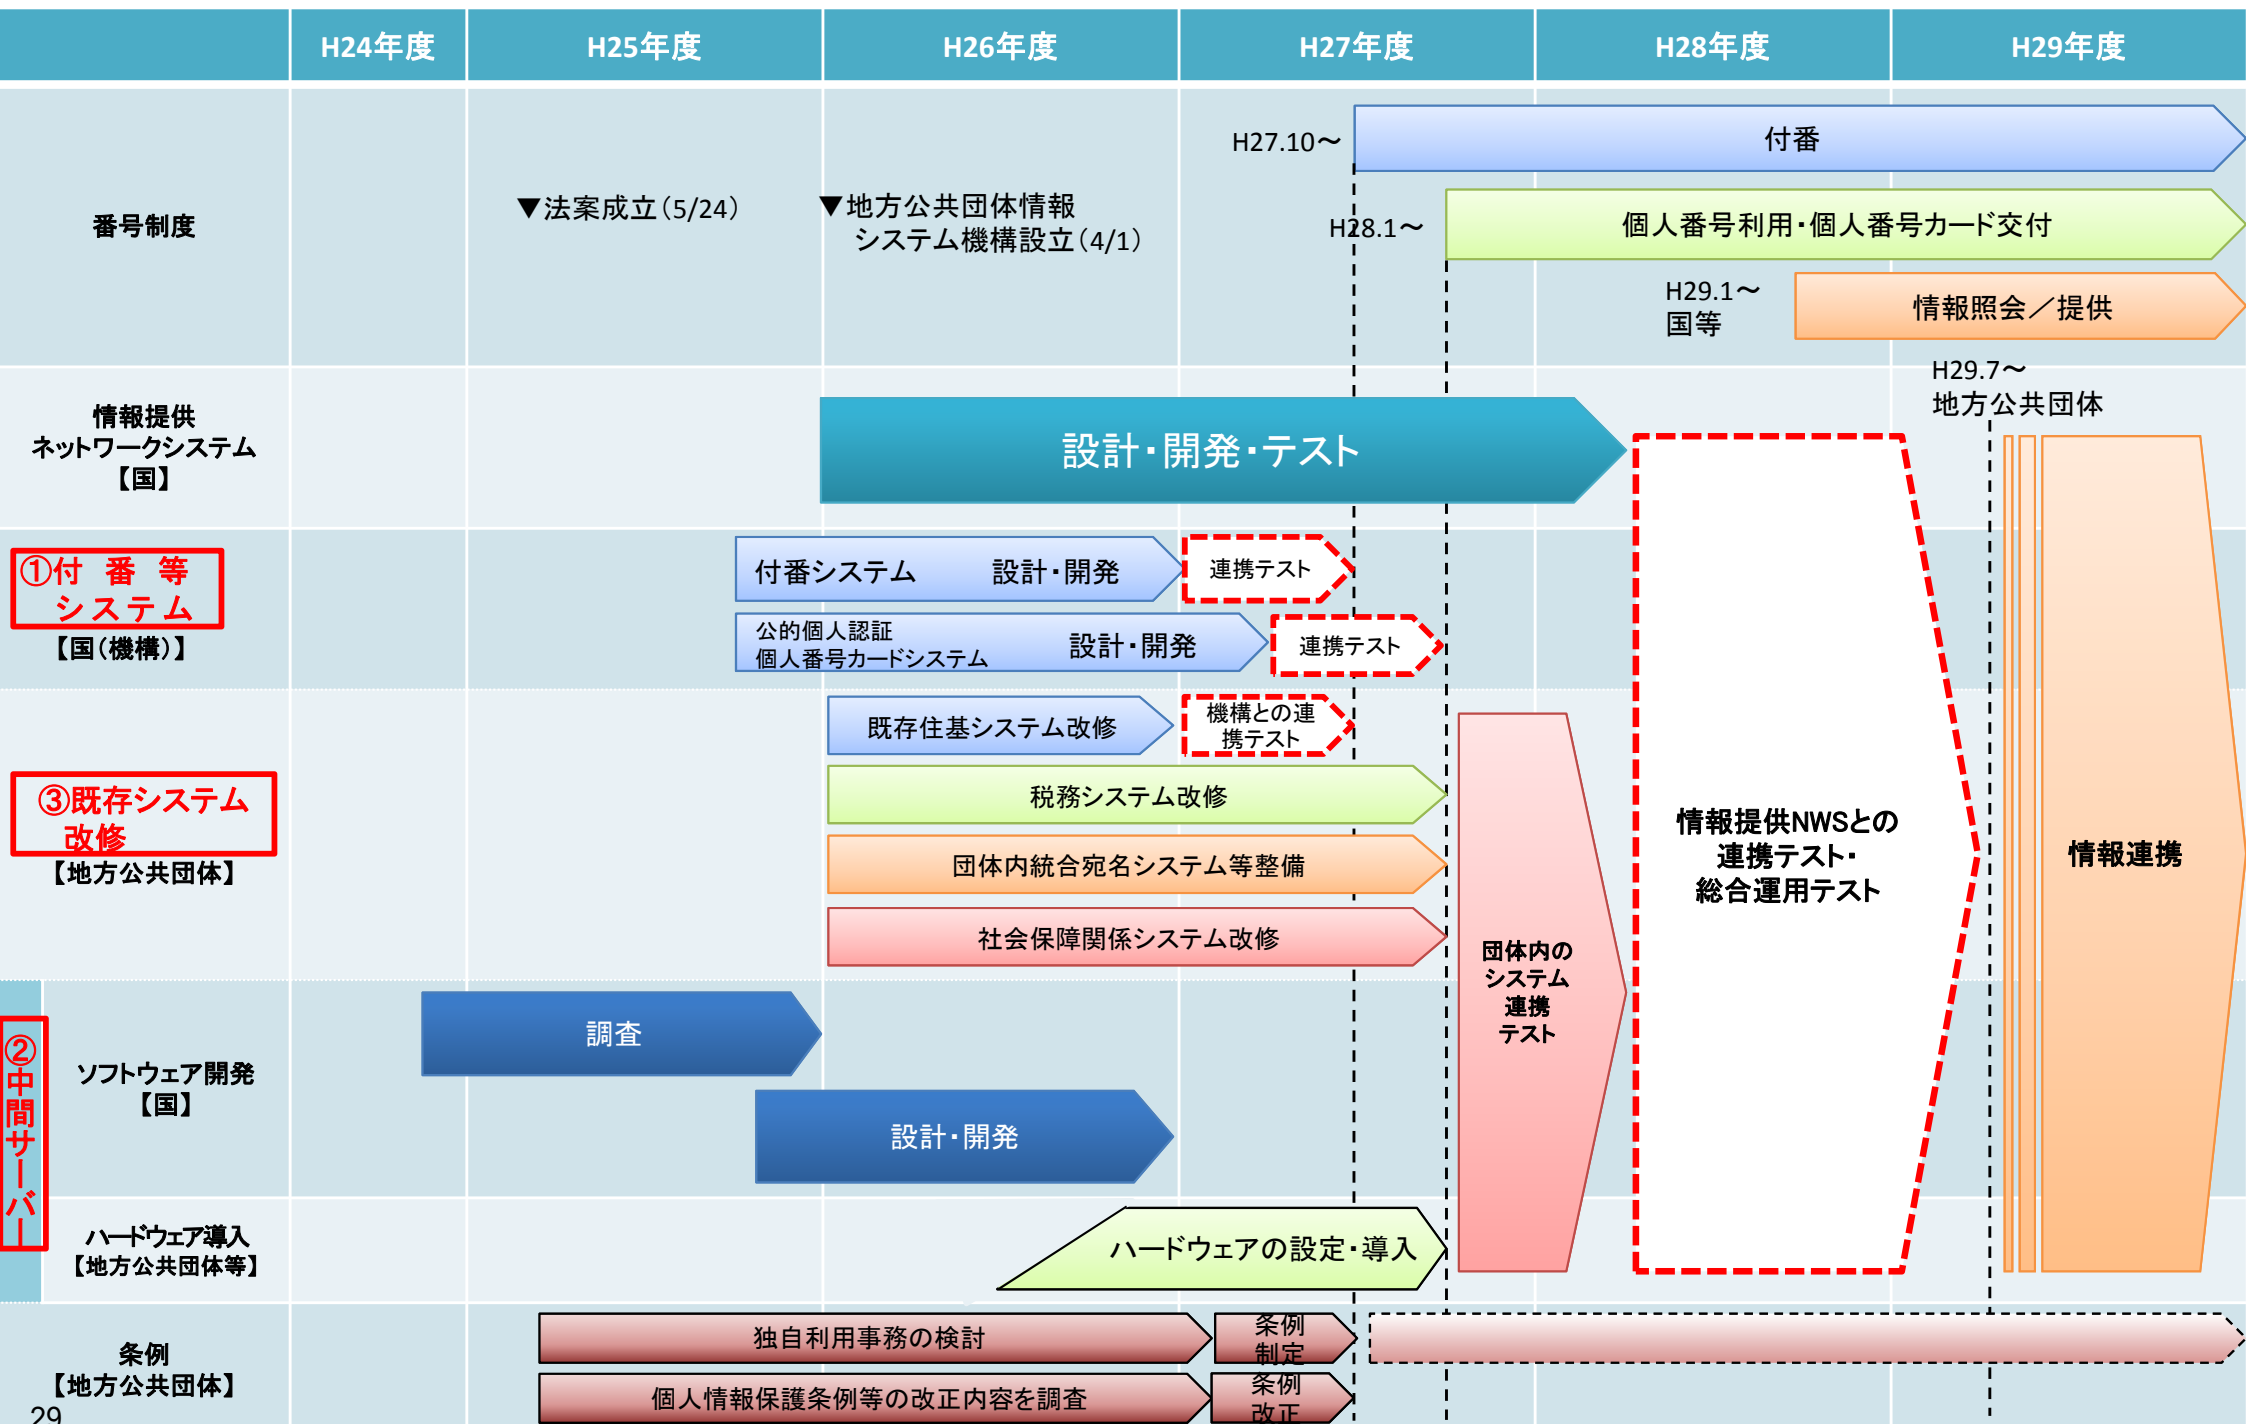 H24年度
H25年度
H26年度
H27年度
H28年度
H29年度
番号制度
▼法案成立（5/24）
▼地方公共団体情報
システム機構設立（4/1）
H27.10～
付番
H28.1～
個人番号利用・個人番号カード交付
H29.1～
国等
情報照会／提供
H29.7～
地方公共団体
情報提供
ネットワークシステム
【国】
設計・開発・テスト
①付 番 等
システム
【国（機構）】
付番システム 設計・開発
連携テスト
公的個人認証
個人番号カードシステム
設計・開発
連携テスト
③既存システム
改修
【地方公共団体】
既存住基システム改修
機構との連
携テスト
税務システム改修
団体内統合宛名システム等整備
社会保障関係システム改修
団体内の
システム
連携
テスト
情報提供NWSとの
連携テスト・
総合運用テスト
情報連携
②中間サーバー
ソフトウェア開発
【国】
調査
設計・開発
ハードウェア導入
【地方公共団体等】
ハードウェアの設定・導入
条例
【地方公共団体】
独自利用事務の検討
条例
制定
個人情報保護条例等の改正内容を調査
条例
改正
29